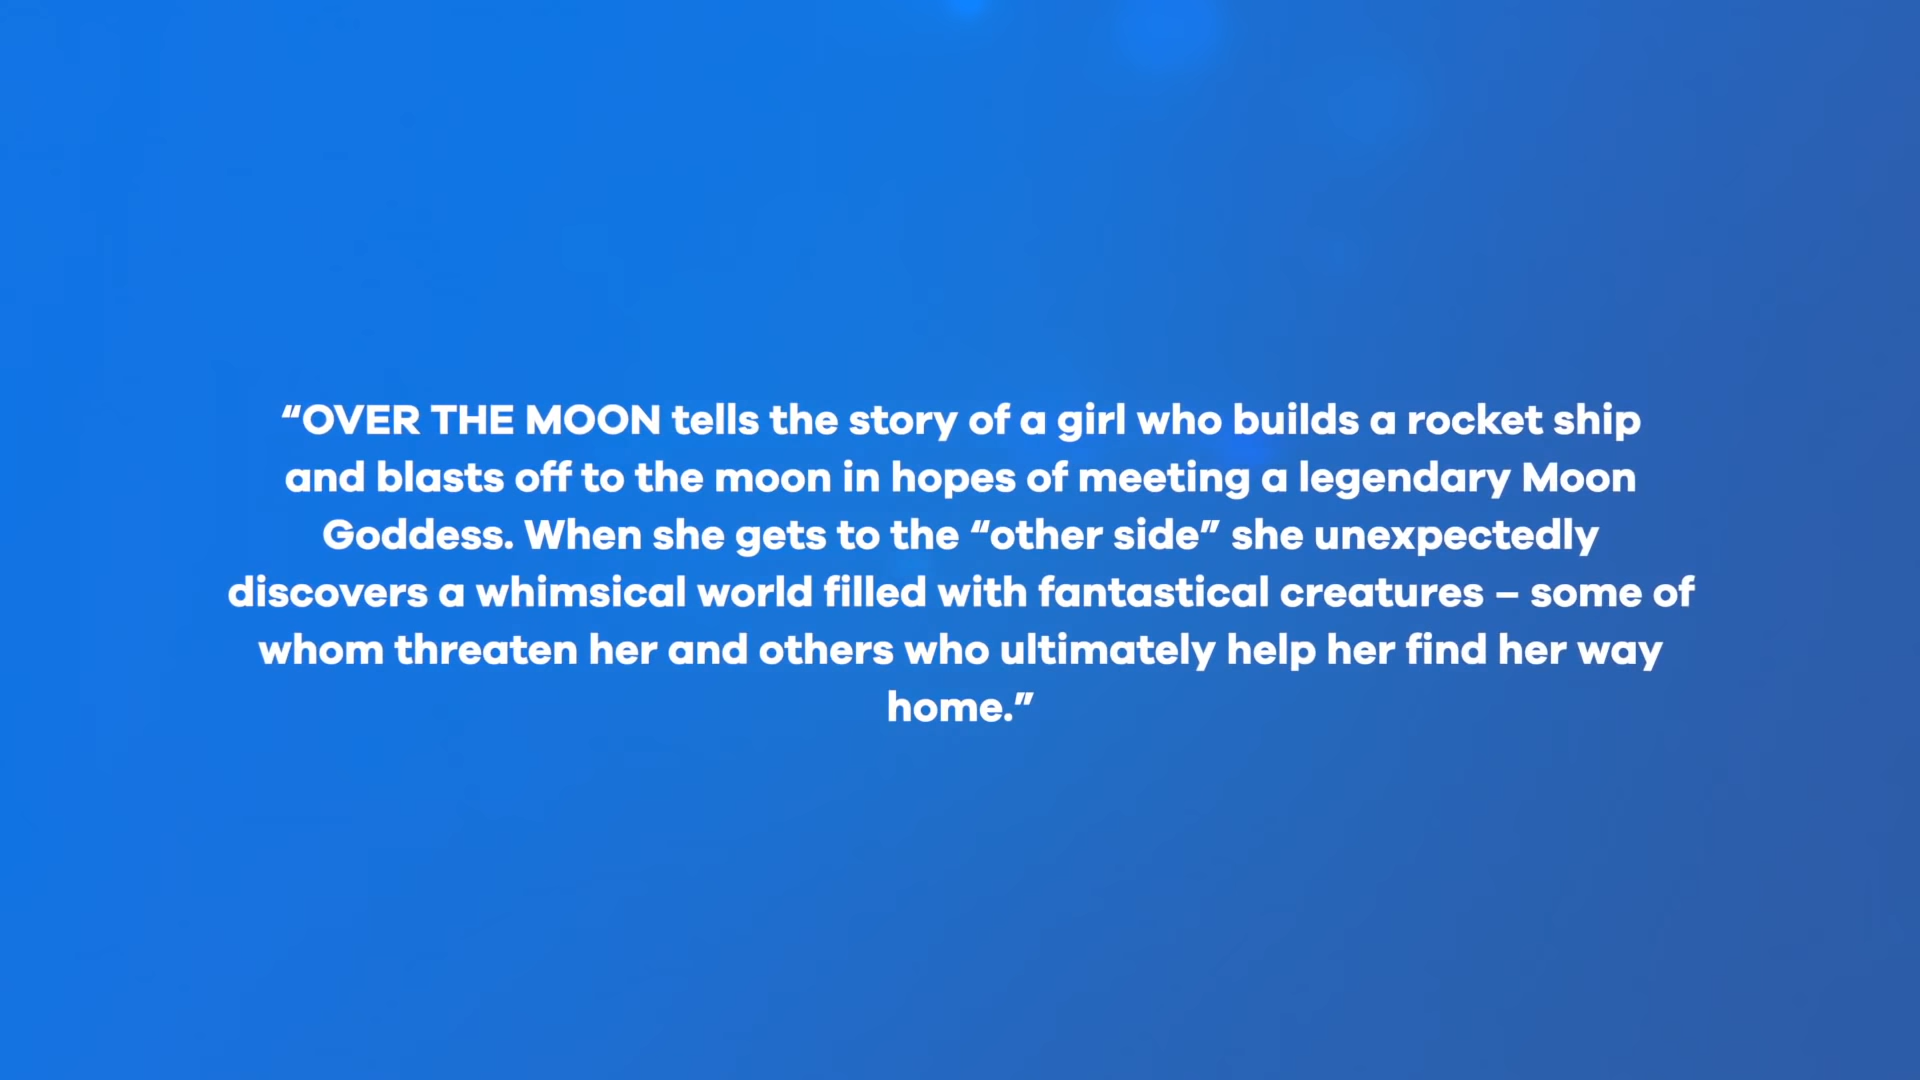 “OVER THE MOON tells the story of a girl who builds a rocket ship
and blasts off to the moon in hopes of meeting a legendary Moon
Goddess. When she gets to the “other side” she unexpectedly
discovers a whimsical world filled with fantastical creatures – some of
whom threaten her and others who ultimately help her find her way
home.”